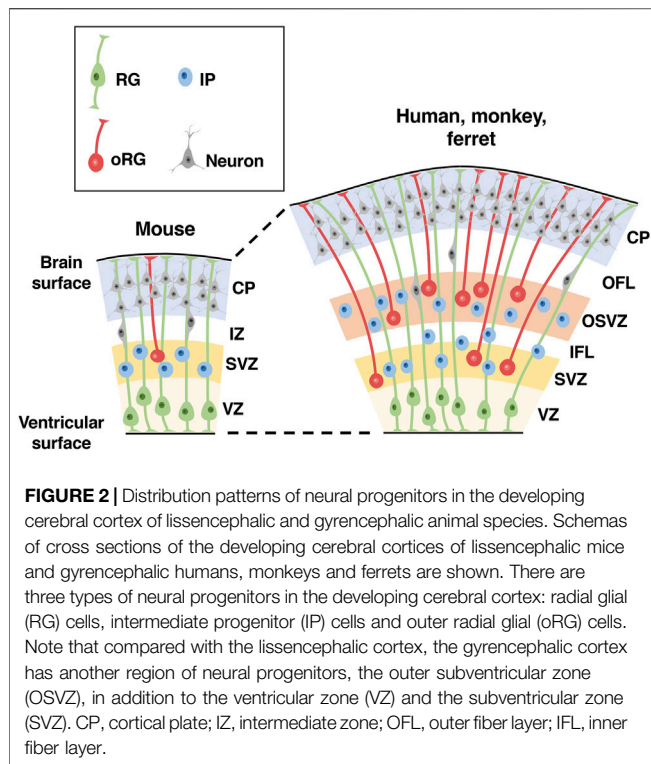 RG
IP
oRG
Neuron
Human, monkey,
ferret
Mouse
Brain
surface
CP
IZ
SVZ
VZ
Ventricular
surface
CP
OFL
OSVZ
IFL
SVZ
VZ
FIGURE 2 | Distribution patterns of neural progenitors in the developing
cerebral cortex of lissencephalic and gyrencephalic animal species. Schemas
of cross sections of the developing cerebral cortices of lissencephalic mice
and gyrencephalic humans, monkeys and ferrets are shown. There are
three types of neural progenitors in the developing cerebral cortex: radial glial
(RG) cells, intermediate progenitor (IP) cells and outer radial glial (oRG) cells.
Note that compared with the lissencephalic cortex, the gyrencephalic cortex
has another region of neural progenitors, the outer subventricular zone
(OSVZ), in addition to the ventricular zone (VZ) and the subventricular zone
(SVZ). CP, cortical plate; IZ, intermediate zone; OFL, outer fiber layer; IFL, inner
fiber layer.